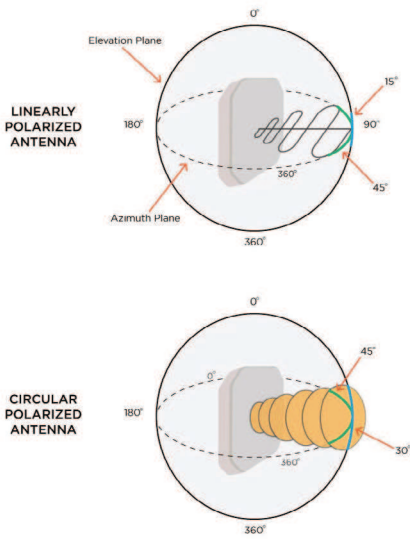 0°
Elevation Plane
15°
LINEARLY
POLARIZED
ANTENNA
180°
90°
360°
45°
Azimuth Plane
360°
0°
45°
0°
CIRCULAR
POLARIZED
ANTENNA
180°
30°
360°
360°